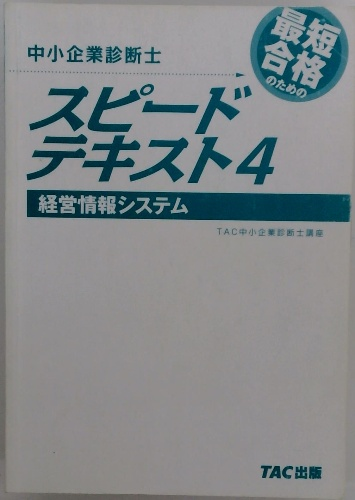 中小企業診断士
最短
合格
のための
スピード
テキスト4
経営情報システム
TAC中小企業診断士講座
TAC出版